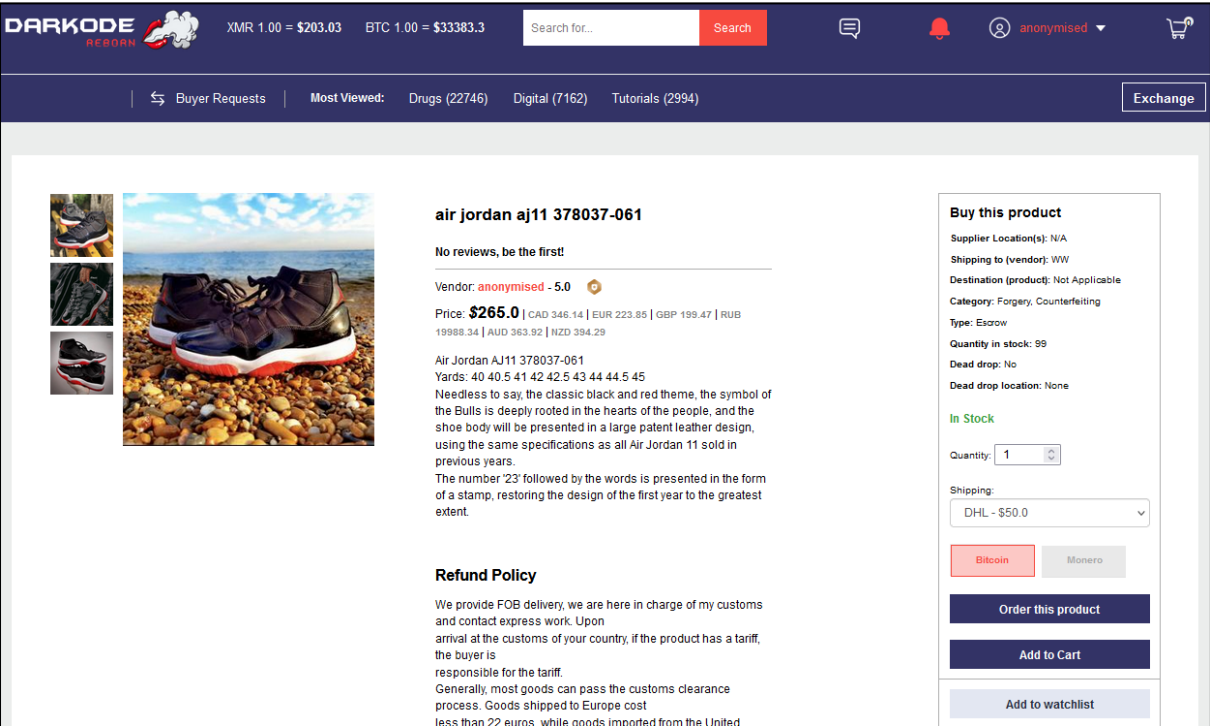 DARKODE
REBORN
XMR 1.00 = $203.03 BTC 1.00 = $33383.3
Search for... Search
anonymised
0
Buyer Requests Most Viewed: Drugs (22746) Digital (7162) Tutorials (2994)
Exchange
air jordan aj11 378037-061
No reviews, be the first!
Vendor: anonymised - 5.0
Price: $265.0 | CAD 346.14 | EUR 223.85 | GBP 199.47 | RUB
19988.34 | AUD 363.92 | NZD 394.29
Air Jordan AJ11 378037-061
Yards: 40 40.5 41 42 42.5 43 44 44.5 45
Needless to say, the classic black and red theme, the symbol of
the Bulls is deeply rooted in the hearts of the people, and the
shoe body will be presented in a large patent leather design,
using the same specifications as all Air Jordan 11 sold in
previous years.
The number '23' followed by the words is presented in the form
of a stamp, restoring the design of the first year to the greatest
extent.
Refund Policy
We provide FOB delivery, we are here in charge of my customs
and contact express work. Upon
arrival at the customs of your country, if the product has a tariff,
the buyer is
responsible for the tariff.
Generally, most goods can pass the customs clearance
process. Goods shipped to Europe cost
less than 22 euros, while goods imported from the United
Buy this product
Supplier Location(s): N/A
Shipping to (vendor): WW
Destination (product): Not Applicable
Category: Forgery, Counterfeiting
Type: Escrow
Quantity in stock: 99
Dead drop: No
Dead drop location: None
In Stock
Quantity: 1
Shipping:
DHL - $50.0
Bitcoin Monero
Order this product
Add to Cart
Add to watchlist